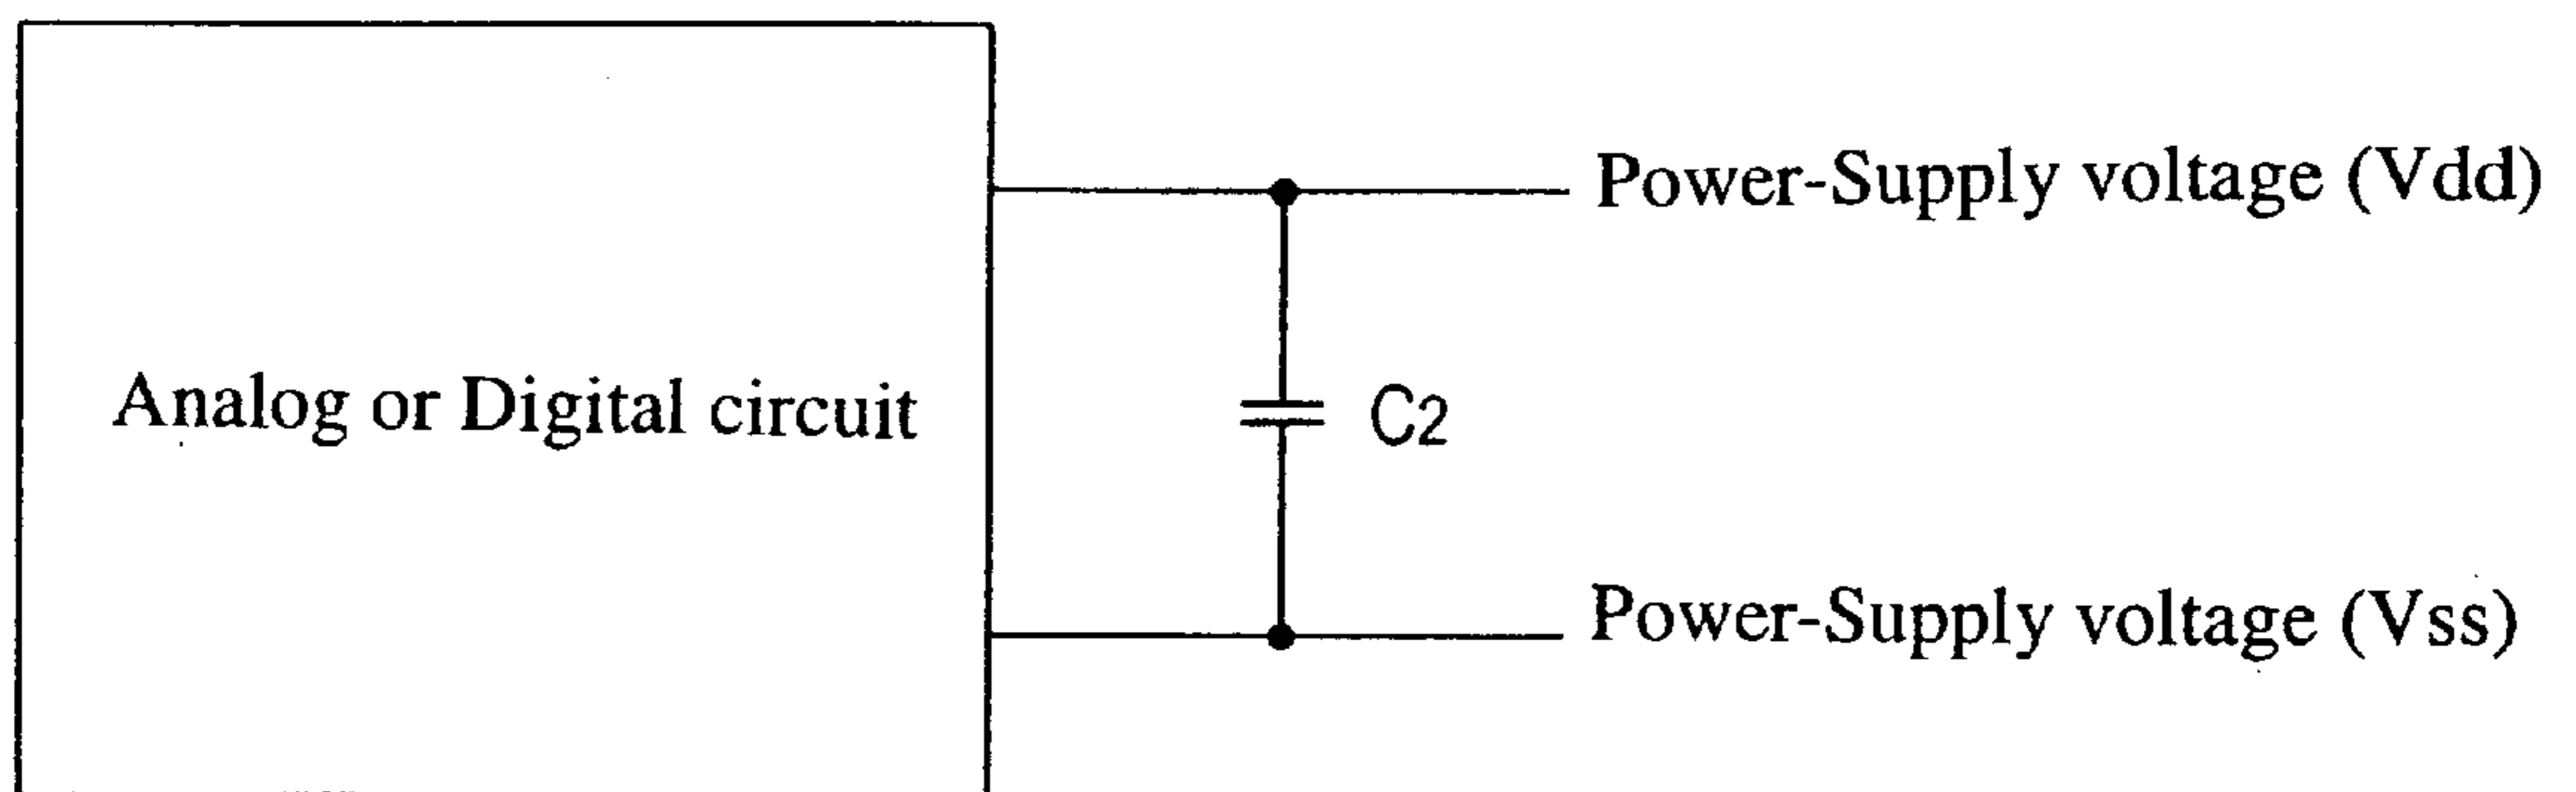 Power-Supply voltage (Vdd)
Analog or Digital circuit
C2
Power-Supply voltage (Vss)